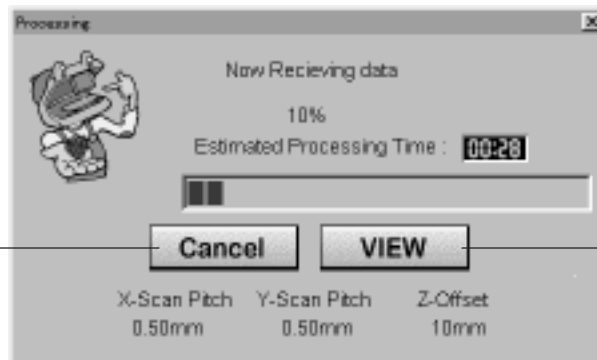 Processing
Now Recieving data
10%
Estimated Processing Time : 00:28
Cancel VIEW
X-Scan Pitch Y-Scan Pitch Z-Offset
0.50mm 0.50mm 10mm